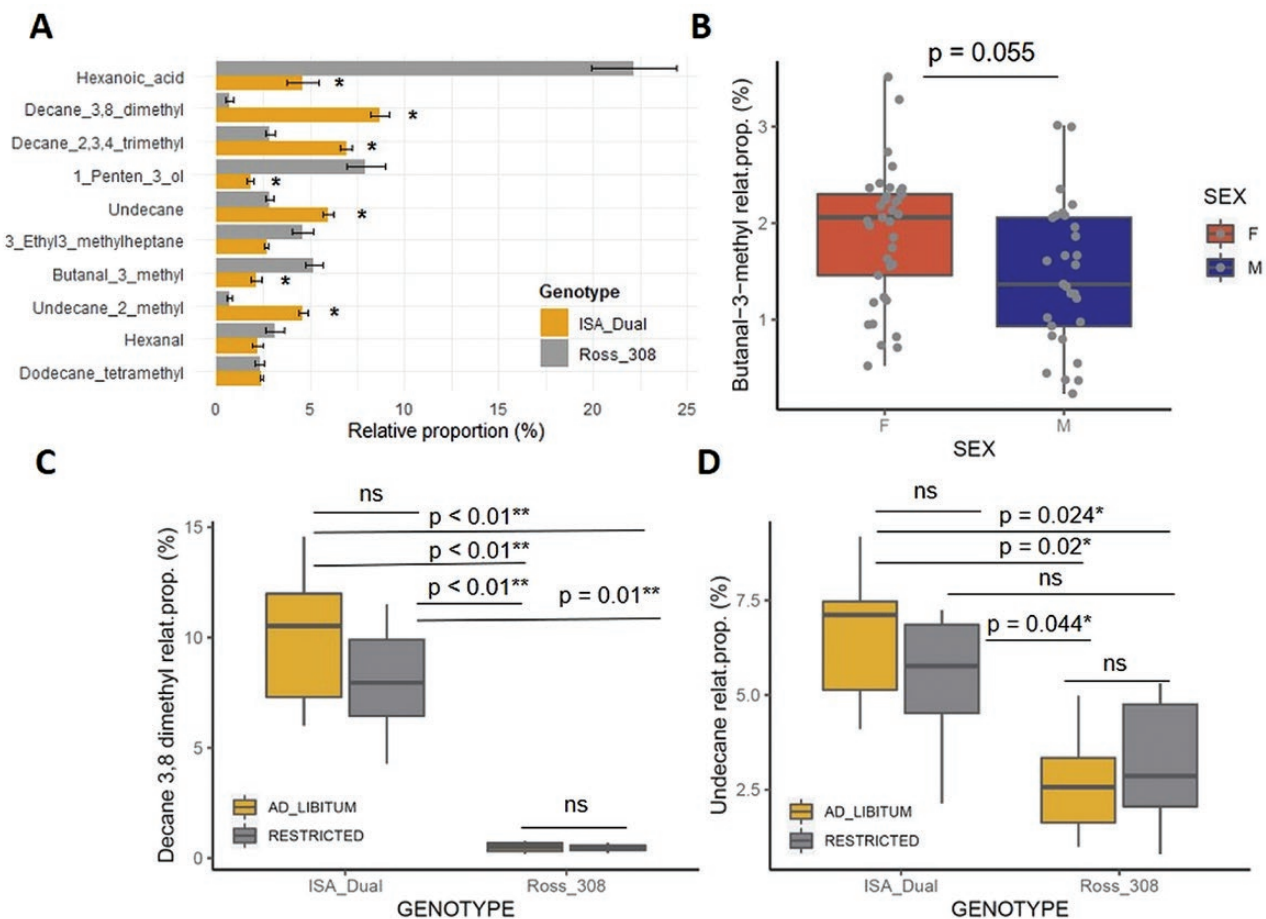 A
Hexanoic_acid
Decane_3,8_dimethyl
Decane_2,3,4_trimethyl
1_Penten_3_ol
Undecane
3_Ethyl3_methylheptane
Butanal_3_methyl
Undecane_2_methyl
Hexanal
Dodecane_tetramethyl
*
*
*
*
*
*
*
Genotype
ISA_Dual
Ross_308
0 5 10 15 20 25
Relative proportion (%)
B
p = 0.055
Butanal−3−methyl relat.prop. (%)
3
2
1
F M
SEX
SEX
F
M
C
ns
p < 0.01**
p < 0.01**
p < 0.01**
p = 0.01**
ns
Decane 3,8 dimethyl relat.prop. (%)
15
10
5
0
AD_LIBITUM
RESTRICTED
ISA_Dual Ross_308
GENOTYPE
D
ns
p = 0.024*
p = 0.02*
ns
p = 0.044*
ns
Undecane relat.prop. (%)
7.5
5.0
2.5
AD_LIBITUM
RESTRICTED
ISA_Dual Ross_308
GENOTYPE